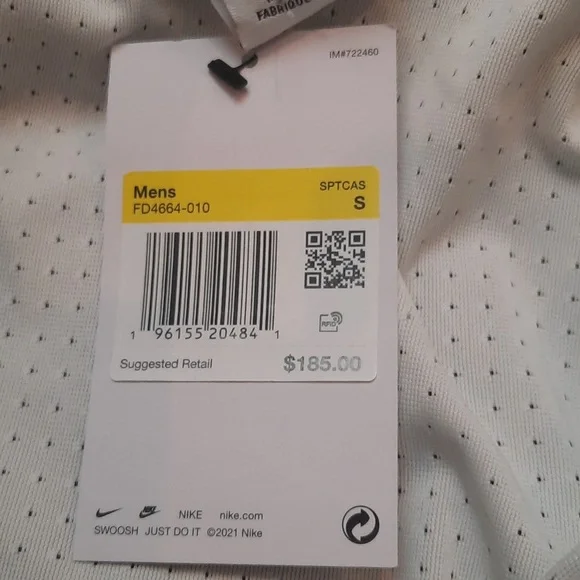 FABRIQUÉ
IM#722460
Mens SPTCAS
FD4664-010 S
1 96155 20484 1
RFID
Suggested Retail $185.00
NIKE nike.com
SWOOSH JUST DO IT ©2021 Nike